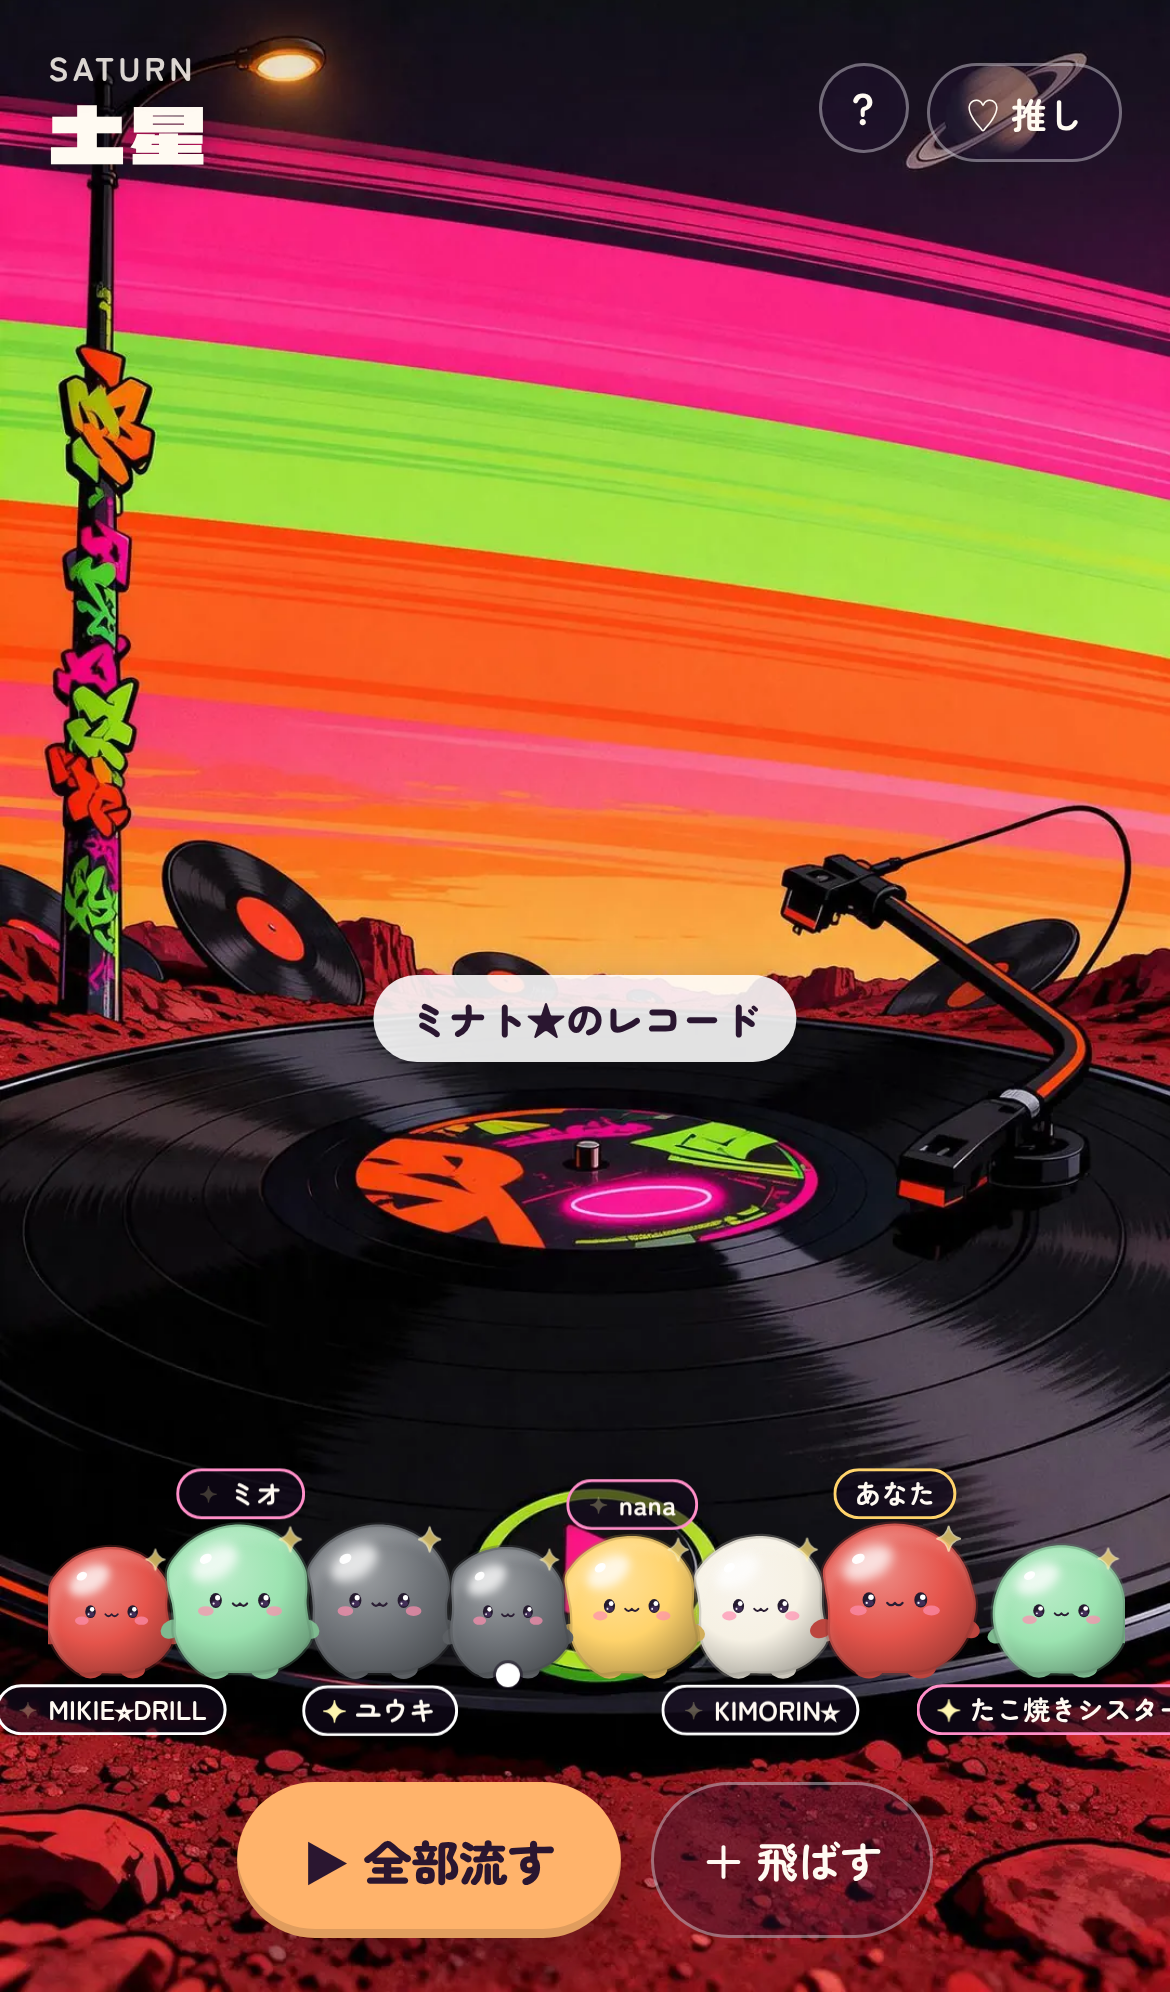 SATURN
土星
?
♡ 推し
ミナト★のレコード
✦ ミオ
✦ nana
あなた
✦ MIKIE★DRILL
✦ ユウキ
✦ KIMORIN★
✦ たこ焼きシスター
▶ 全部流す
＋ 飛ばす